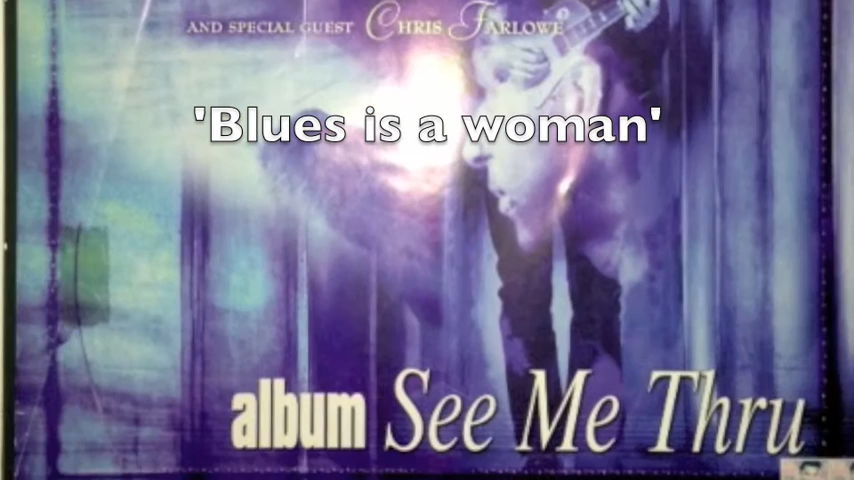 AND SPECIAL GUEST CHRIS FARLOWE
'Blues is a woman'
album See Me Thru